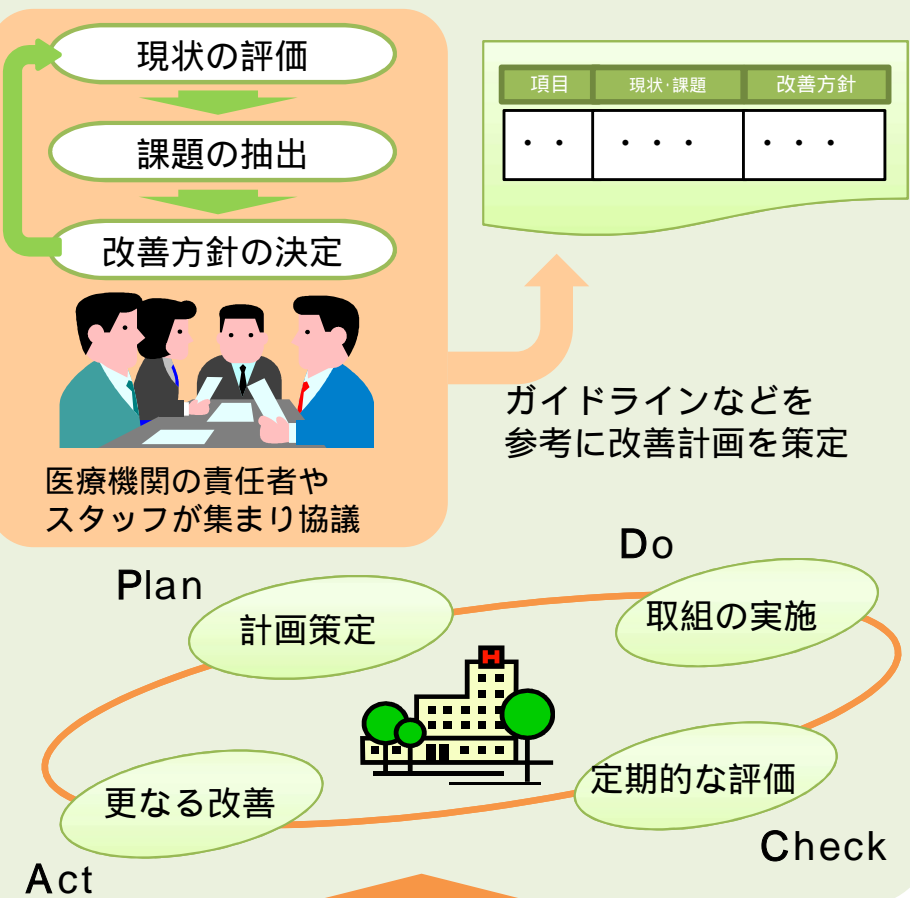 現状の評価
課題の抽出
改善方針の決定
医療機関の責任者や
スタッフが集まり協議
項目 現状･課題 改善方針
・・ ・・・ ・・・
ガイドラインなどを
参考に改善計画を策定
Plan
計画策定
Do
取組の実施
H
定期的な評価
Check
更なる改善
Act